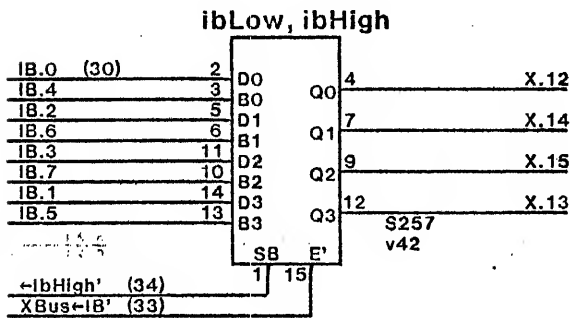 ibLow, ibHigh
IB.0 (30) 2 D0 Q0 4 X.12
IB.4 3 B0
IB.2 5 D1 Q1 7 X.14
IB.6 6 B1
IB.3 11 D2 Q2 9 X.15
IB.7 10 B2
IB.1 14 D3 Q3 12 X.13
IB.5 13 B3
S257
v42
SB E'
1 15
←IbHigh' (34)
XBus←IB' (33)